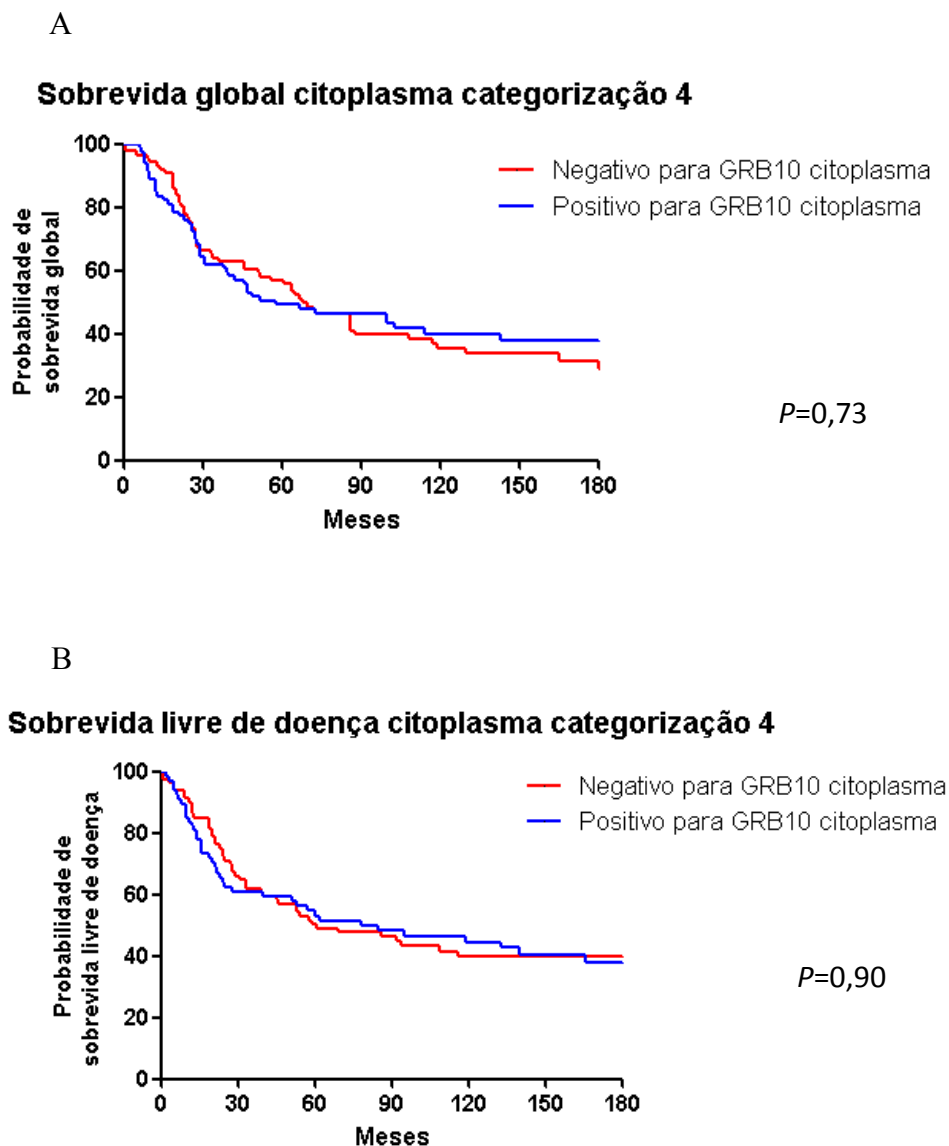 A
Sobrevida global citoplasma categorização 4
Probabilidade de
sobrevida global
100
80
60
40
20
0
0 30 60 90 120 150 180
Meses
Negativo para GRB10 citoplasma
Positivo para GRB10 citoplasma
P=0,73
B
Sobrevida livre de doença citoplasma categorização 4
Probabilidade de
sobrevida livre de doença
100
80
60
40
20
0
0 30 60 90 120 150 180
Meses
Negativo para GRB10 citoplasma
Positivo para GRB10 citoplasma
P=0,90